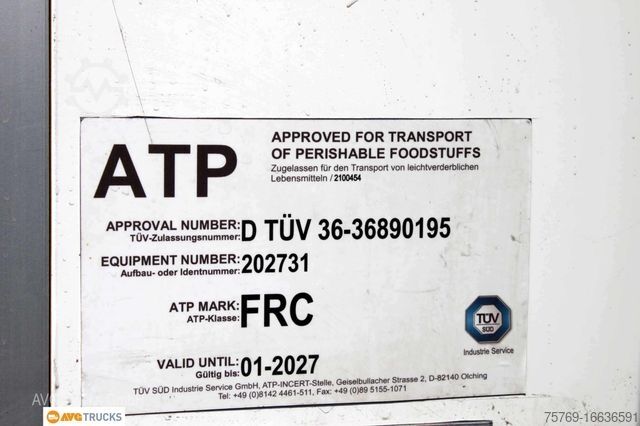 ATP
APPROVED FOR TRANSPORT
OF PERISHABLE FOODSTUFFS
Zugelassen für den Transport von leichtverderblichen
Lebensmitteln / 2100454
APPROVAL NUMBER: D TÜV 36-36890195
TÜV-Zulassungsnummer:
EQUIPMENT NUMBER: 202731
Aufbau- oder Identnummer:
ATP MARK: FRC
ATP-Klasse:
TÜV
SÜD
Industrie Service
VALID UNTIL: 01-2027
Gültig bis:
TÜV SÜD Industrie Service GmbH, ATP-INCERT-Stelle, Geiselbullacher Strasse 2, D-82140 Olching
Tel: +49 (0)8142 4461-511, Fax: +49 (0)89 5155-1071
AVG TRUCKS
75769-16636591